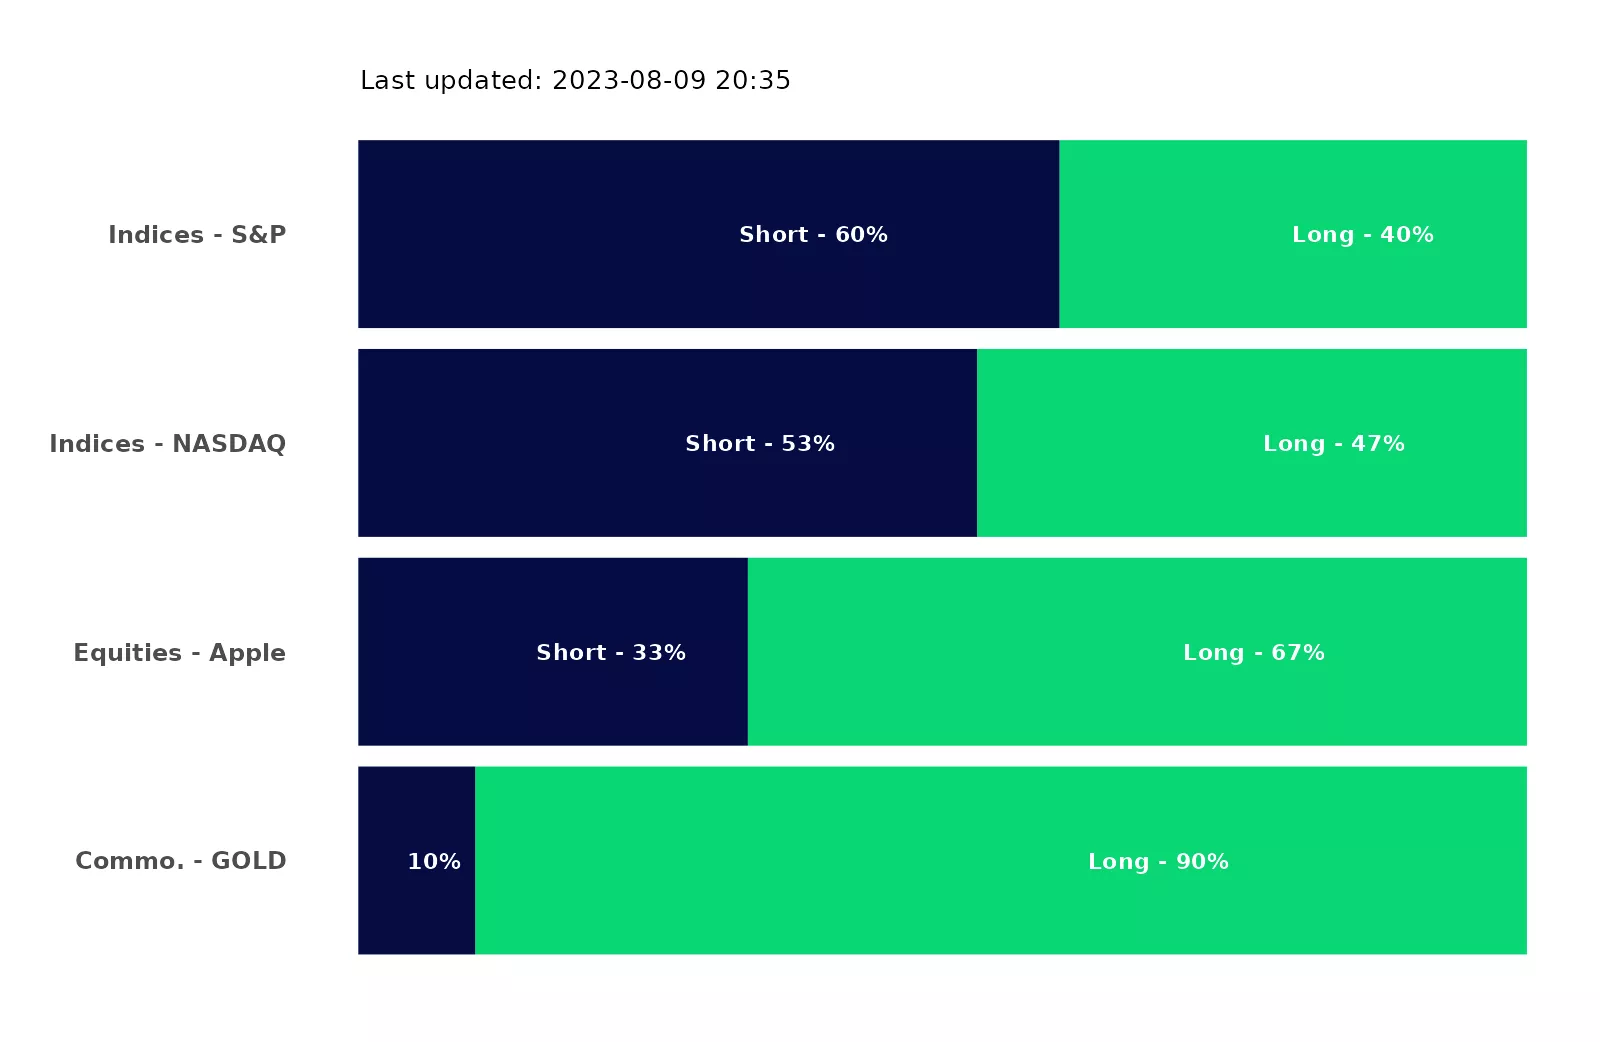 Last updated: 2023-08-09 20:35
Indices - S&P
Short - 60%
Long - 40%
Indices - NASDAQ
Short - 53%
Long - 47%
Equities - Apple
Short - 33%
Long - 67%
Commo. - GOLD
10%
Long - 90%